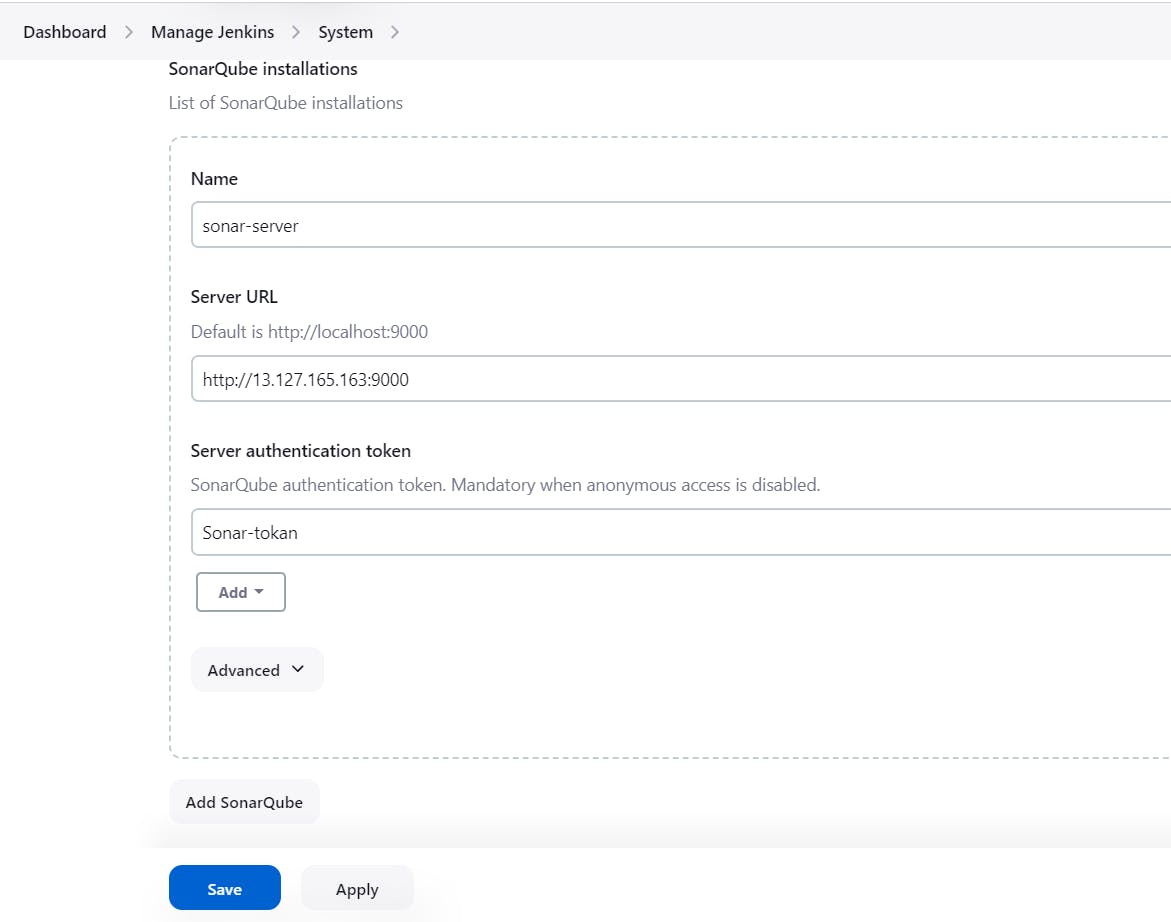 Dashboard > Manage Jenkins > System >
SonarQube installations
List of SonarQube installations
Name
sonar-server
Server URL
Default is http://localhost:9000
http://13.127.165.163:9000
Server authentication token
SonarQube authentication token. Mandatory when anonymous access is disabled.
Sonar-tokan
Add
Advanced
Add SonarQube
Save Apply